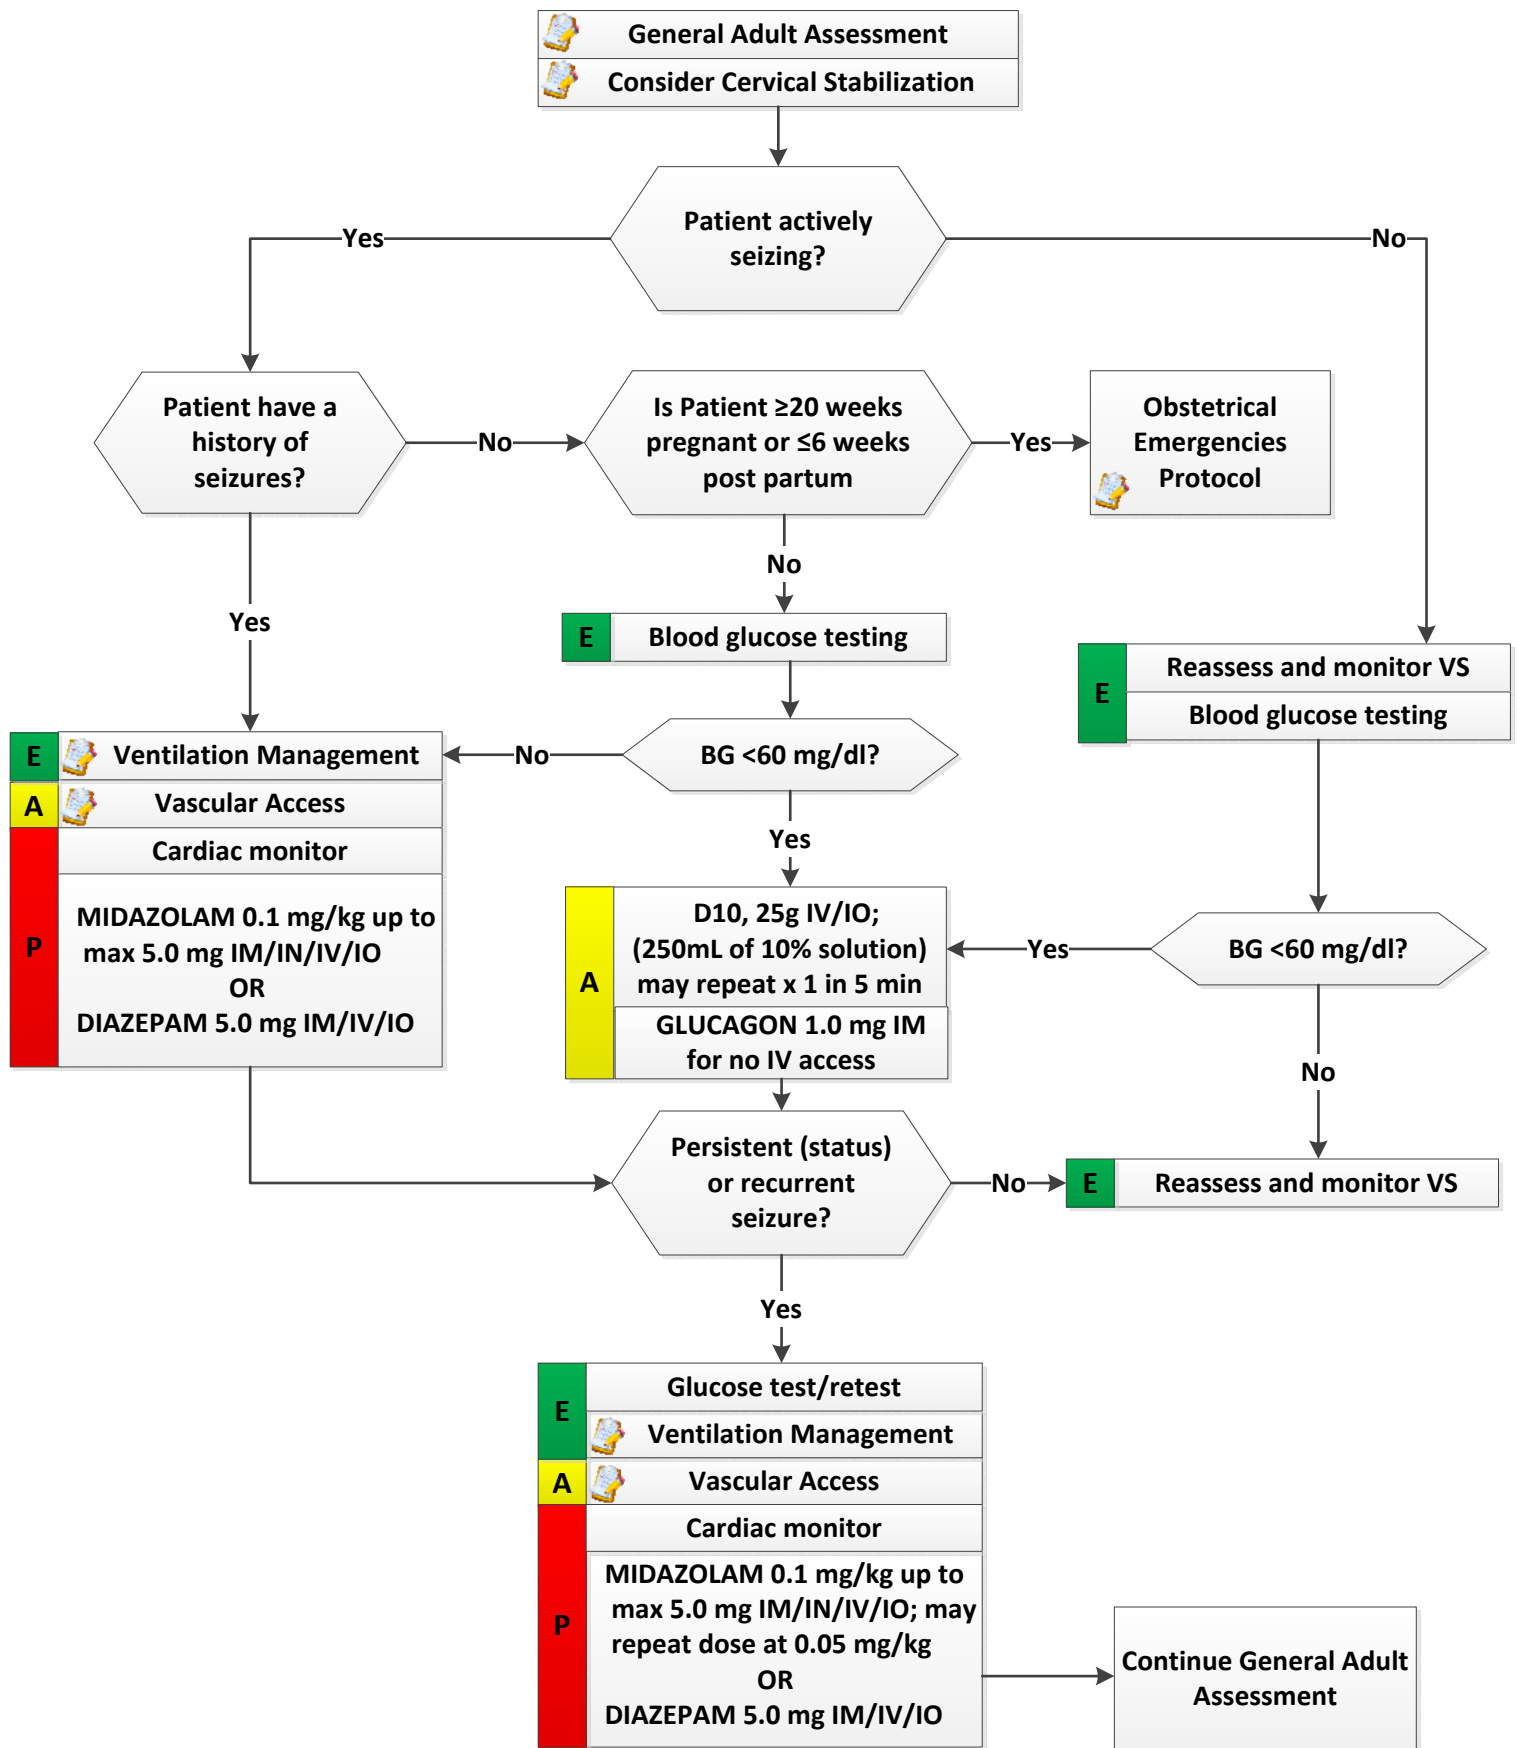 General Adult Assessment
Consider Cervical Stabilization
Patient actively
seizing?
Yes
No
Patient have a
history of
seizures?
No
Is Patient ≥20 weeks
pregnant or ≤6 weeks
post partum
Yes
Obstetrical
Emergencies
Protocol
No
Yes
E
Blood glucose testing
E
Reassess and monitor VS
Blood glucose testing
E
Ventilation Management
A
Vascular Access
P
Cardiac monitor
MIDAZOLAM 0.1 mg/kg up to
max 5.0 mg IM/IN/IV/IO
OR
DIAZEPAM 5.0 mg IM/IV/IO
No
BG <60 mg/dl?
Yes
A
D10, 25g IV/IO;
(250mL of 10% solution)
may repeat x 1 in 5 min
GLUCAGON 1.0 mg IM
for no IV access
Yes
BG <60 mg/dl?
No
Persistent (status)
or recurrent
seizure?
No
E
Reassess and monitor VS
Yes
E
Glucose test/retest
Ventilation Management
A
Vascular Access
P
Cardiac monitor
MIDAZOLAM 0.1 mg/kg up to
max 5.0 mg IM/IN/IV/IO; may
repeat dose at 0.05 mg/kg
OR
DIAZEPAM 5.0 mg IM/IV/IO
Continue General Adult
Assessment